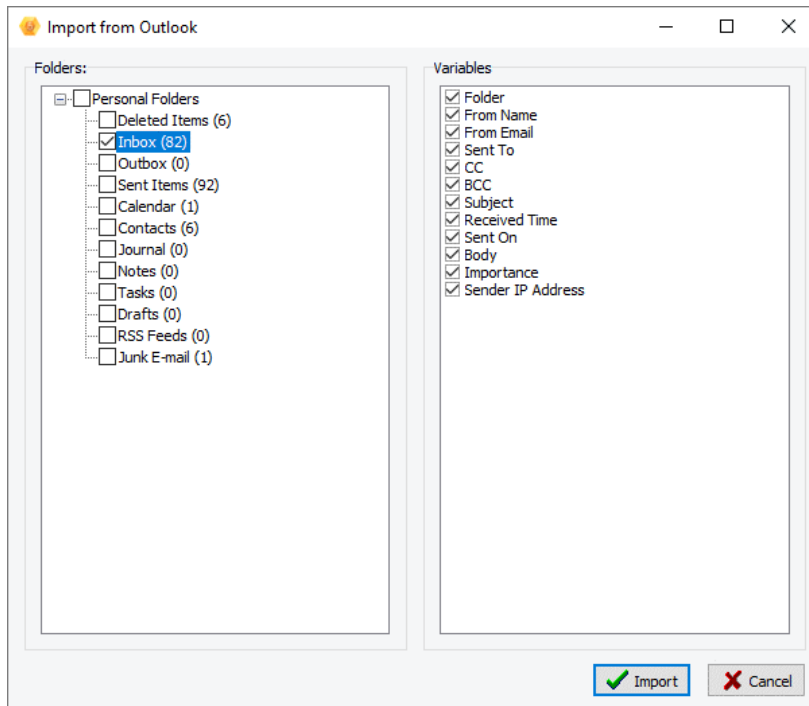 Import from Outlook
Folders:
Personal Folders
Deleted Items (6)
Inbox (82)
Outbox (0)
Sent Items (92)
Calendar (1)
Contacts (6)
Journal (0)
Notes (0)
Tasks (0)
Drafts (0)
RSS Feeds (0)
Junk E-mail (1)
Variables
Folder
From Name
From Email
Sent To
CC
BCC
Subject
Received Time
Sent On
Body
Importance
Sender IP Address
Import
Cancel